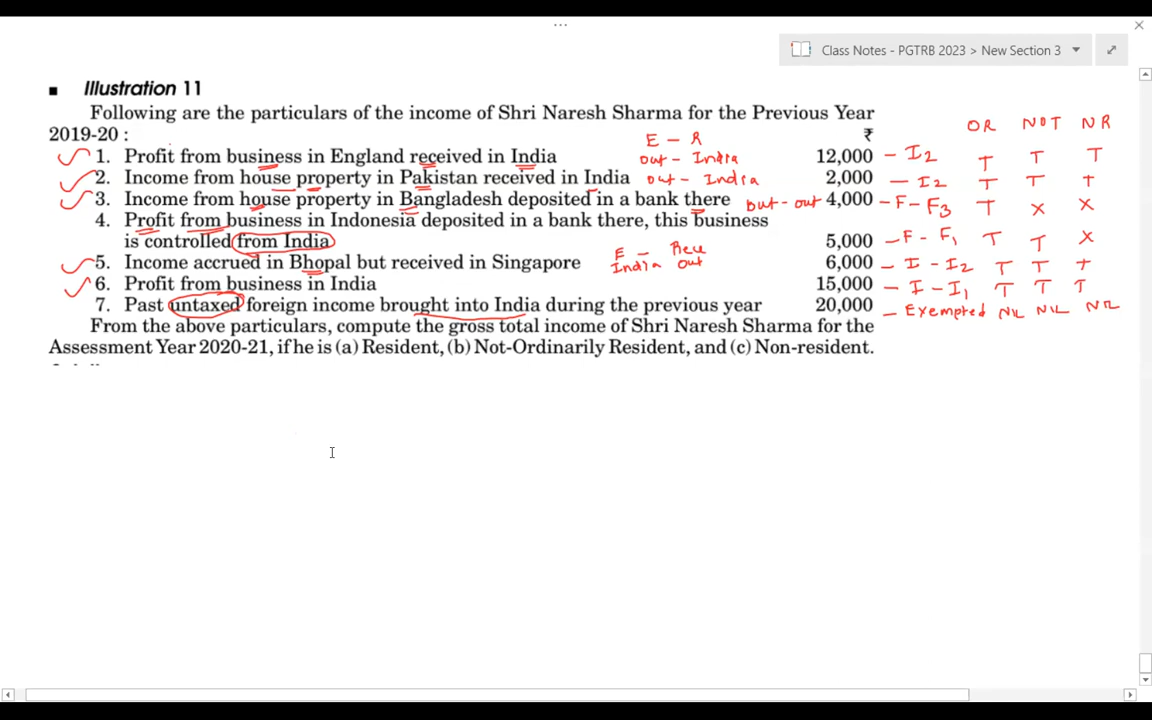 ...
Class Notes - PGTRB 2023 > New Section 3
■ Illustration 11
Following are the particulars of the income of Shri Naresh Sharma for the Previous Year
2019-20 : ₹ OR NOT NR
E - R
1. Profit from business in England received in India out - India 12,000 - I2 T T T
2. Income from house property in Pakistan received in India out - India 2,000 - I2 T T T
3. Income from house property in Bangladesh deposited in a bank there out - out 4,000 - F - F3 T X X
4. Profit from business in Indonesia deposited in a bank there, this business
is controlled from India 5,000 - F - F1 T T X
E - Rece
5. Income accrued in Bhopal but received in Singapore India out 6,000 - I - I2 T T T
6. Profit from business in India 15,000 - I - I1 T T T
7. Past untaxed foreign income brought into India during the previous year 20,000 - Exempted NIL NIL NIL
From the above particulars, compute the gross total income of Shri Naresh Sharma for the
Assessment Year 2020-21, if he is (a) Resident, (b) Not-Ordinarily Resident, and (c) Non-resident.